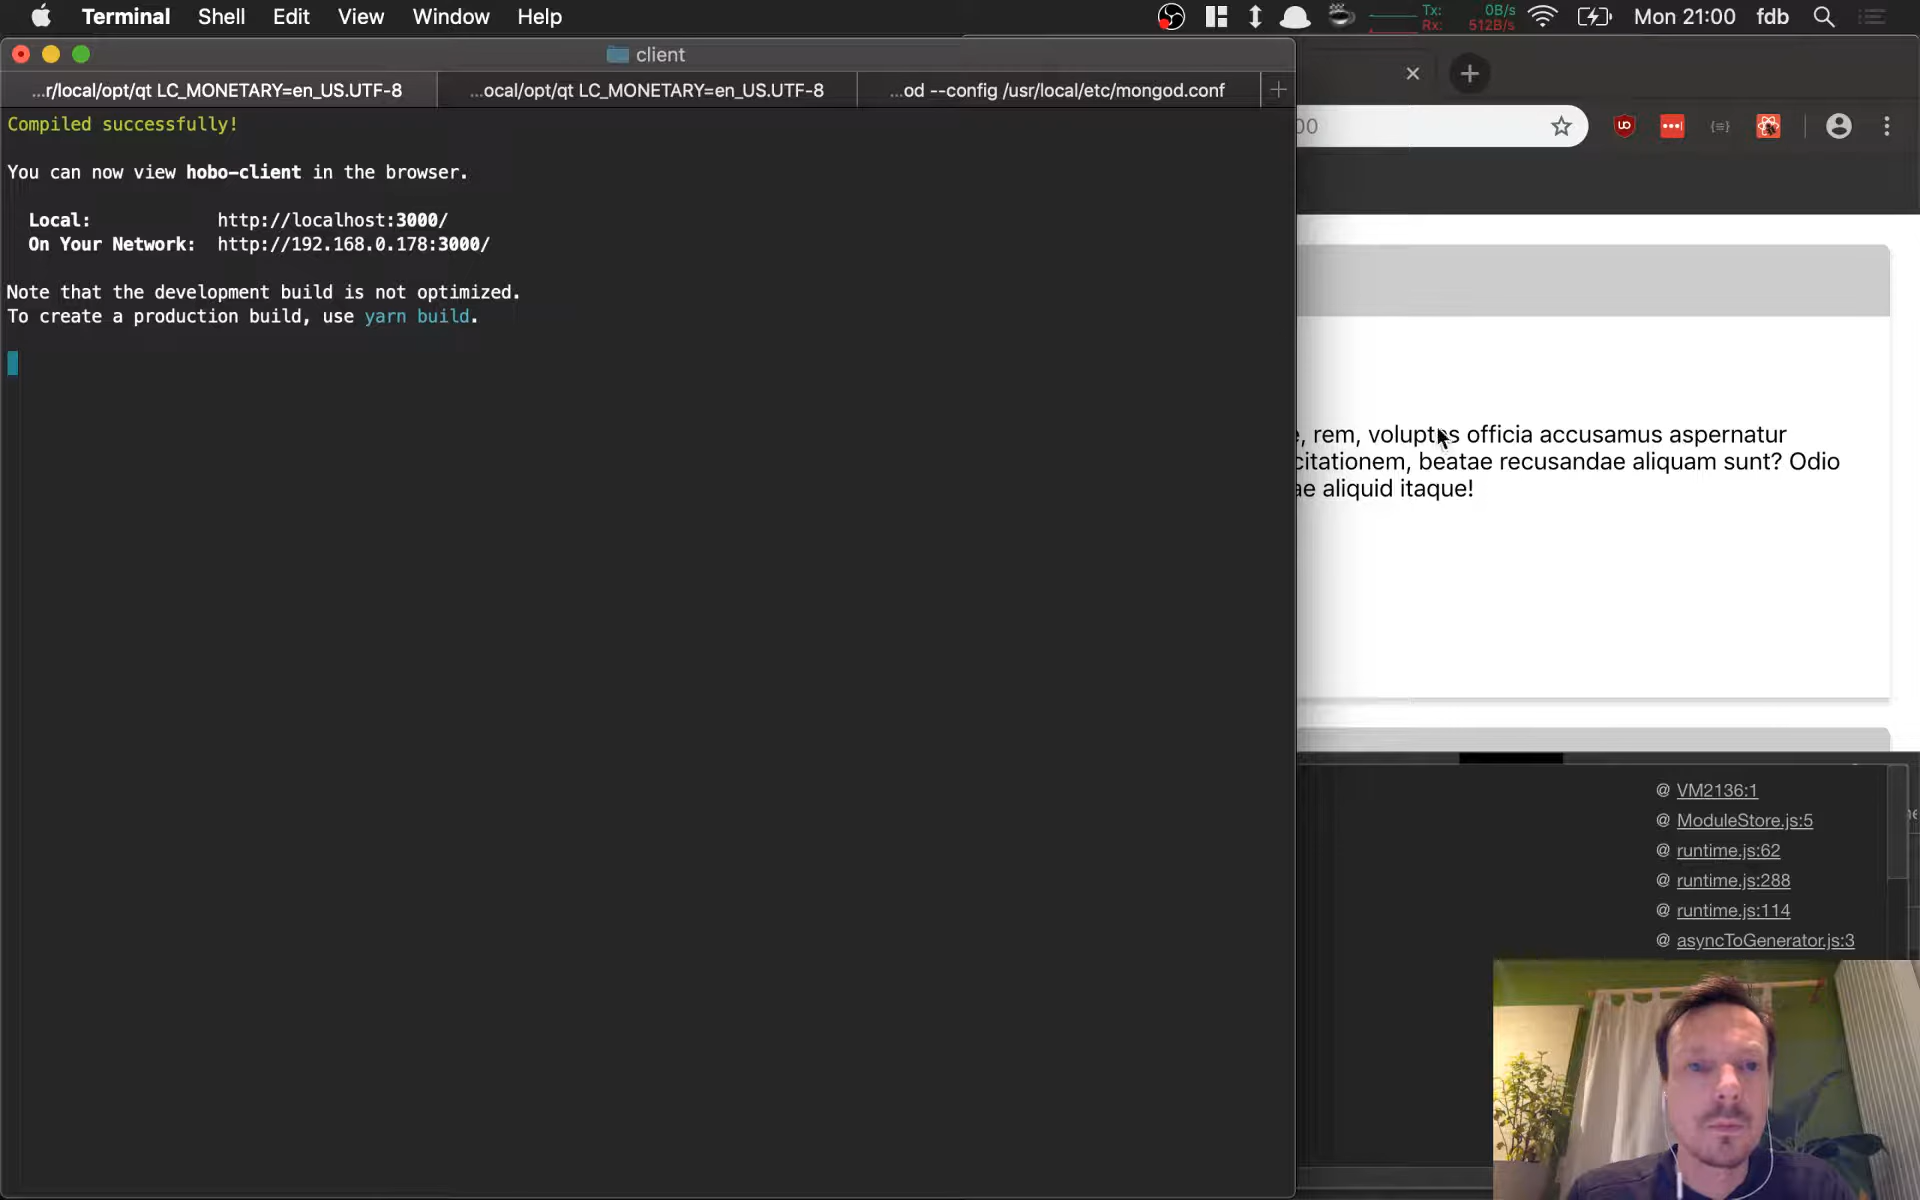 Terminal Shell Edit View Window Help
Tx: 0B/s
Rx: 512B/s
Mon 21:00 fdb
client
...r/local/opt/qt LC_MONETARY=en_US.UTF-8
...ocal/opt/qt LC_MONETARY=en_US.UTF-8
...od --config /usr/local/etc/mongod.conf
Compiled successfully!
You can now view hobo-client in the browser.
Local: http://localhost:3000/
On Your Network: http://192.168.0.178:3000/
Note that the development build is not optimized.
To create a production build, use yarn build.
00
, rem, voluptas officia accusamus aspernatur
citationem, beatae recusandae aliquam sunt? Odio
ae aliquid itaque!
@ VM2136:1
@ ModuleStore.js:5
@ runtime.js:62
@ runtime.js:288
@ runtime.js:114
@ asyncToGenerator.js:3